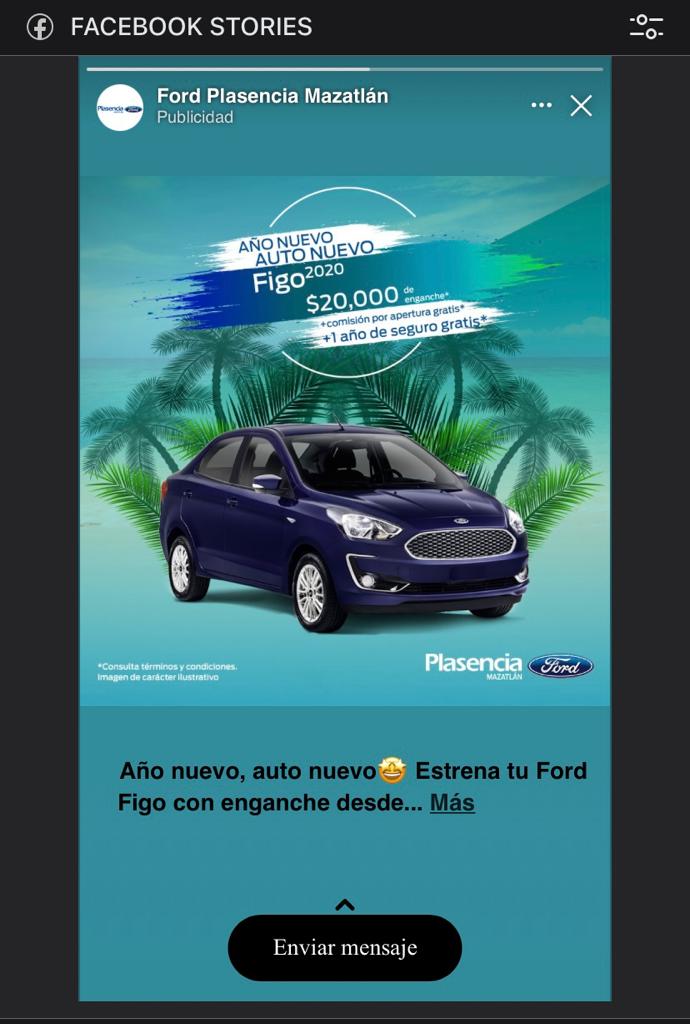 FACEBOOK STORIES
Ford Plasencia Mazatlán
Publicidad
AÑO NUEVO
AUTO NUEVO
Figo 2020
$20,000 de enganche*
+comisión por apertura gratis*
+1 año de seguro gratis*
*Consulta términos y condiciones.
Imagen de carácter ilustrativo
Plasencia Ford
MAZATLÁN
Año nuevo, auto nuevo🤩 Estrena tu Ford
Figo con enganche desde... Más
Enviar mensaje